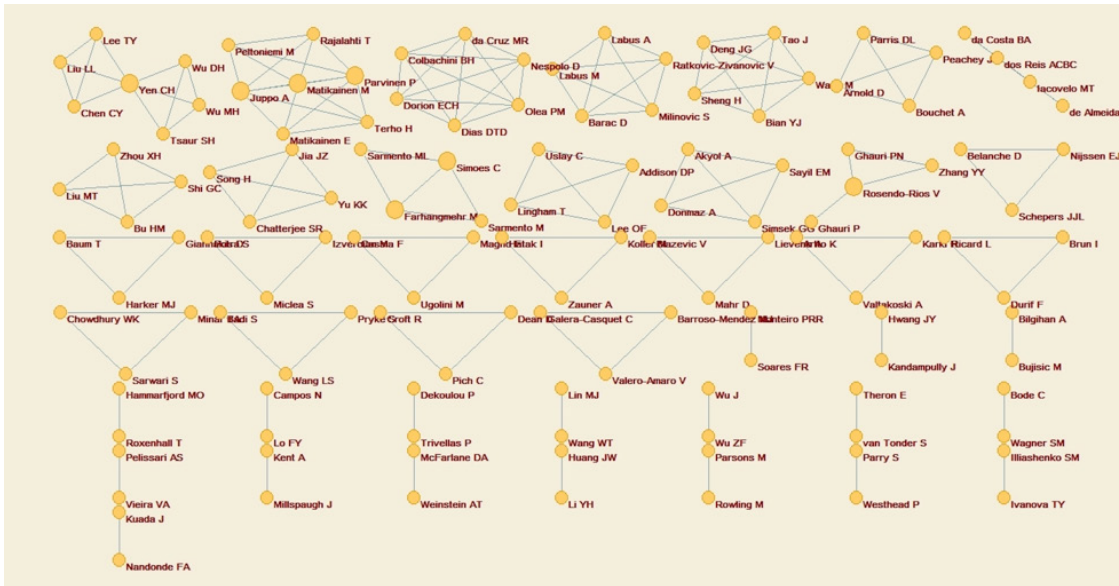 Lee TY
Liu LL
Yen CH
Wu DH
Wu MH
Chen CY
Tsaur SH
Peltoniemi M
Rajalahti T
Parvinen P
Matikainen M
Juppo A
Terho H
Matikainen E
da Cruz MR
Colbachini BH
Nespolo D
Dorion ECH
Olea PM
Dias DTD
Labus A
Labus M
Ratkovic-Zivanovic V
Barac D
Milinovic S
Tao J
Deng JG
Sheng H
Bian YJ
Parris DL
Peachey J
Arnold D
Bouchet A
da Costa BA
dos Reis ACBC
Iacovelo MT
de Almeida
Zhou XH
Shi GC
Liu MT
Bu HM
Jia JZ
Song H
Yu KK
Chatterjee SR
Sarmento ML
Simoes C
Farhangmehr M
Sarmento M
Uslay C
Addison DP
Lingham T
Lee OF
Akyol A
Sayil EM
Donmaz A
Simsek GG
Ghauri PN
Zhang YY
Rosendo-Rios V
Ghauri P
Belanche D
Nijssen EJ
Schepers JJL
Baum T
Harker MJ
Miclea S
Ugolini M
Zauner A
Mahr D
Valtakoski A
Ricard L
Brun I
Durif F
Chowdhury WK
Sarwari S
Wang LS
Croft R
Pich C
Galera-Casquet C
Valero-Amaro V
Soares FR
Hwang JY
Kandampully J
Bilgihan A
Bujisic M
Hammarfjord MO
Campos N
Dekoulou P
Lin MJ
Wu J
Theron E
Bode C
Roxenhall T
Lo FY
Trivellas P
Wang WT
Wu ZF
van Tonder S
Wagner SM
Pelissari AS
Kent A
McFarlane DA
Huang JW
Parsons M
Parry S
Illiashenko SM
Vieira VA
Millspaugh J
Weinstein AT
Li YH
Rowling M
Westhead P
Ivanova TY
Kuada J
Nandonde FA